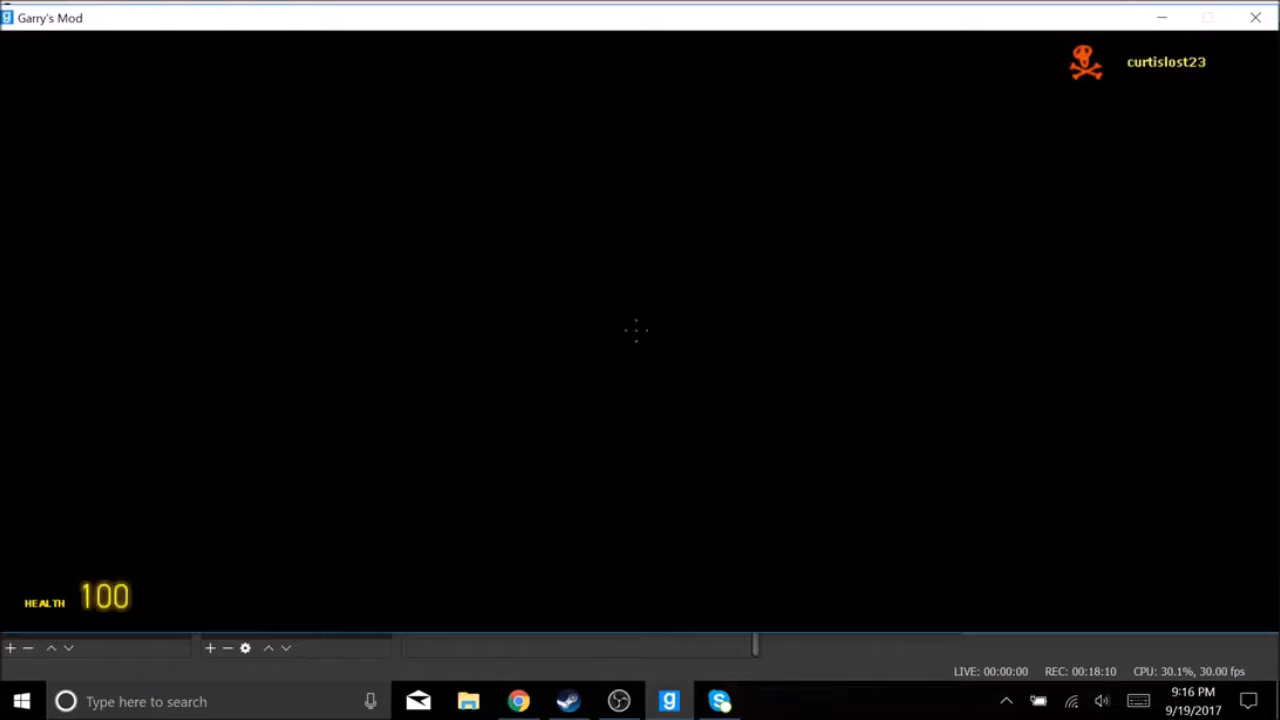 Garry's Mod
curtislost23
HEALTH 100
LIVE: 00:00:00 REC: 00:18:10 CPU: 30.1%, 30.00 fps
Type here to search
9:16 PM
9/19/2017